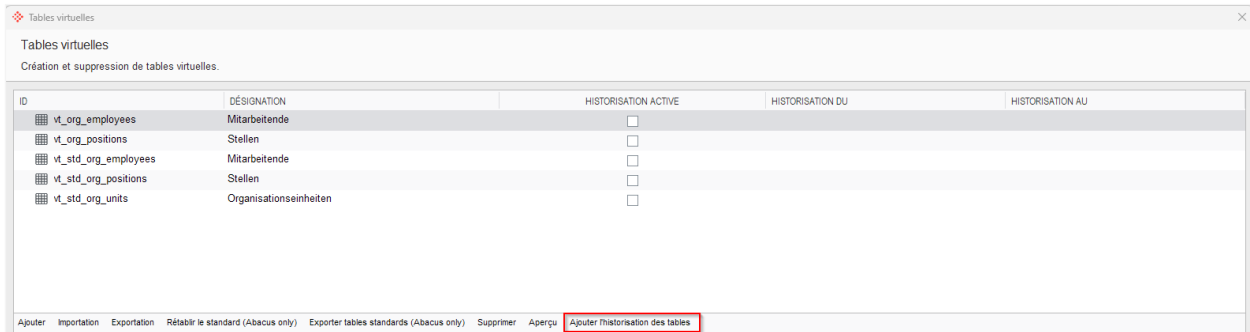 Tables virtuelles
Tables virtuelles
Création et suppression de tables virtuelles.
ID DÉSIGNATION HISTORISATION ACTIVE HISTORISATION DU HISTORISATION AU
vt_org_employees Mitarbeitende
vt_org_positions Stellen
vt_std_org_employees Mitarbeitende
vt_std_org_positions Stellen
vt_std_org_units Organisationseinheiten
Ajouter Importation Exportation Rétablir le standard (Abacus only) Exporter tables standards (Abacus only) Supprimer Aperçu Ajouter l'historisation des tables